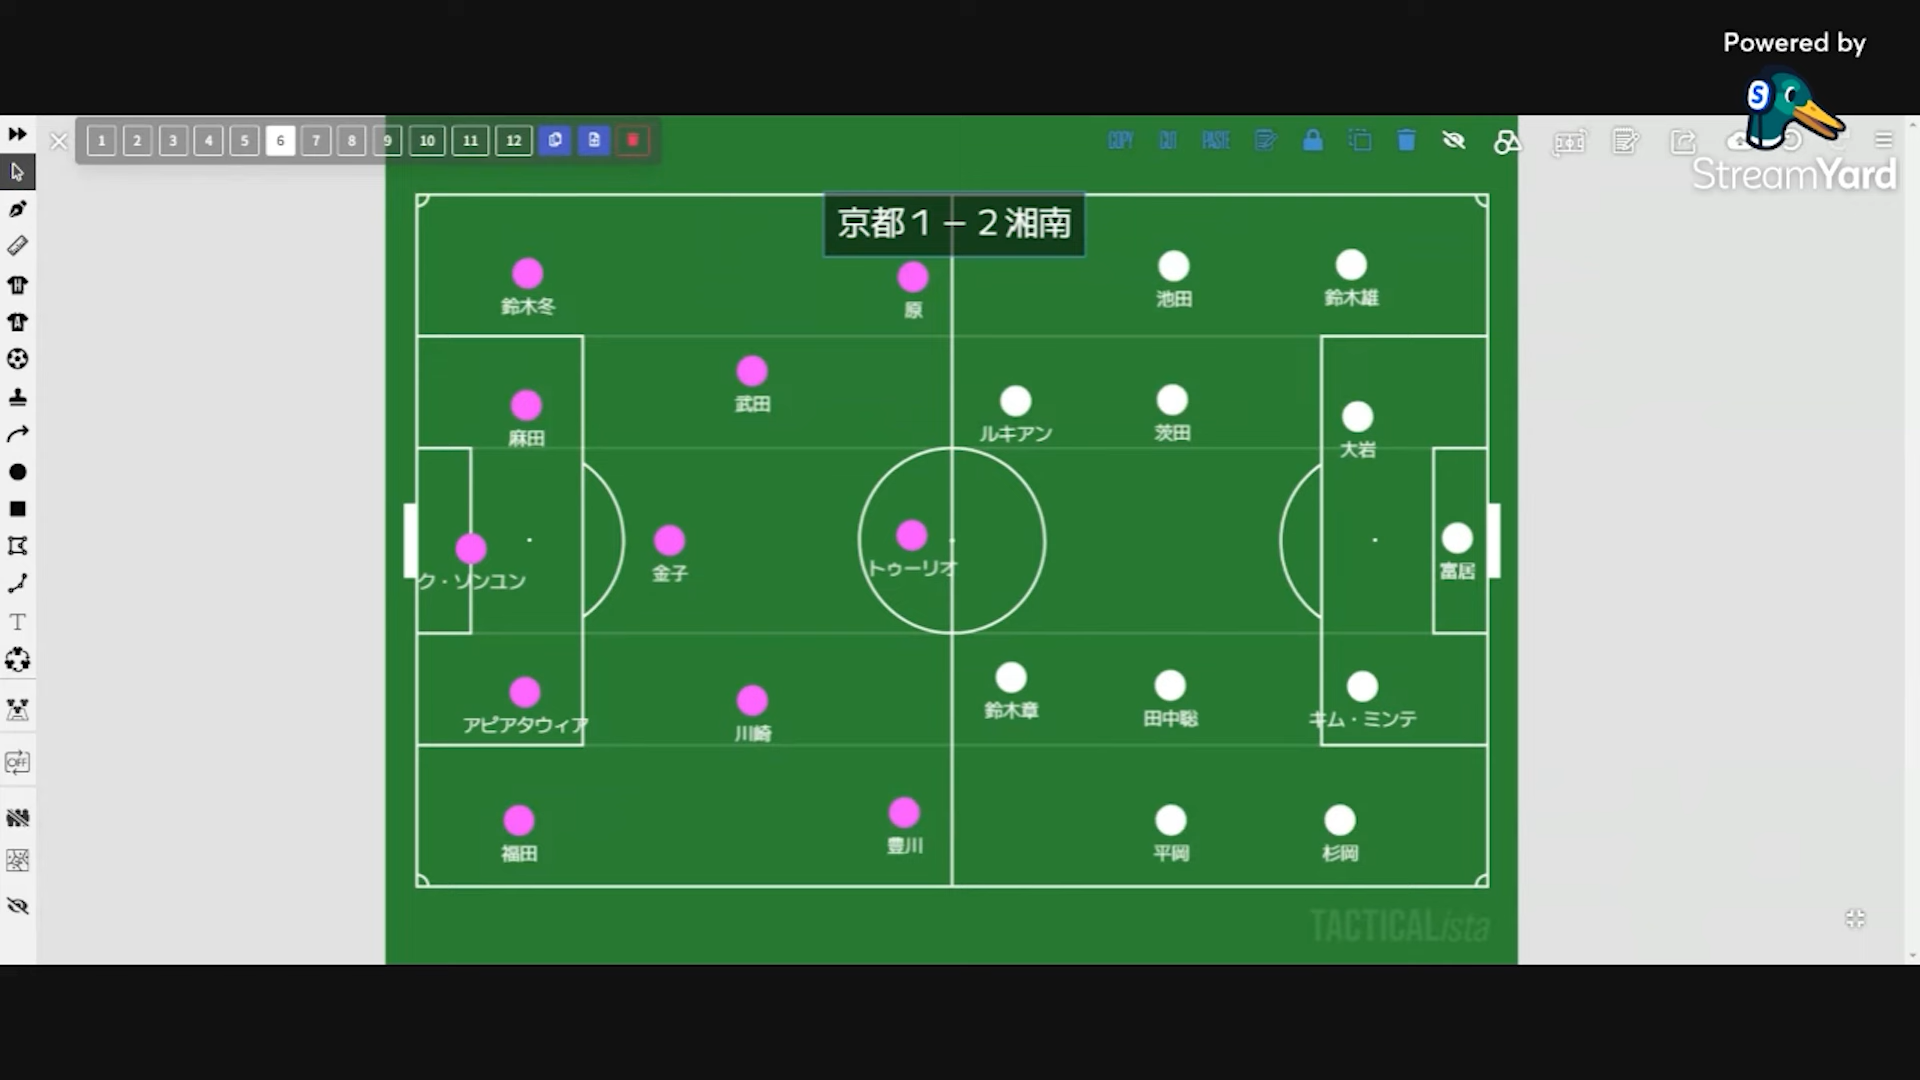 Powered by
StreamYard
1 2 3 4 5 6 7 8 9 10 11 12
COPY CUT PASTE
京都1－2湘南
鈴木冬
原
池田
鈴木雄
武田
麻田
ルキアン
茨田
大岩
ク・ソンユン
金子
トゥーリオ
富居
アピアタウィア
川崎
鈴木章
田中聡
キム・ミンテ
福田
豊川
平岡
杉岡
TACTICALista
OFF